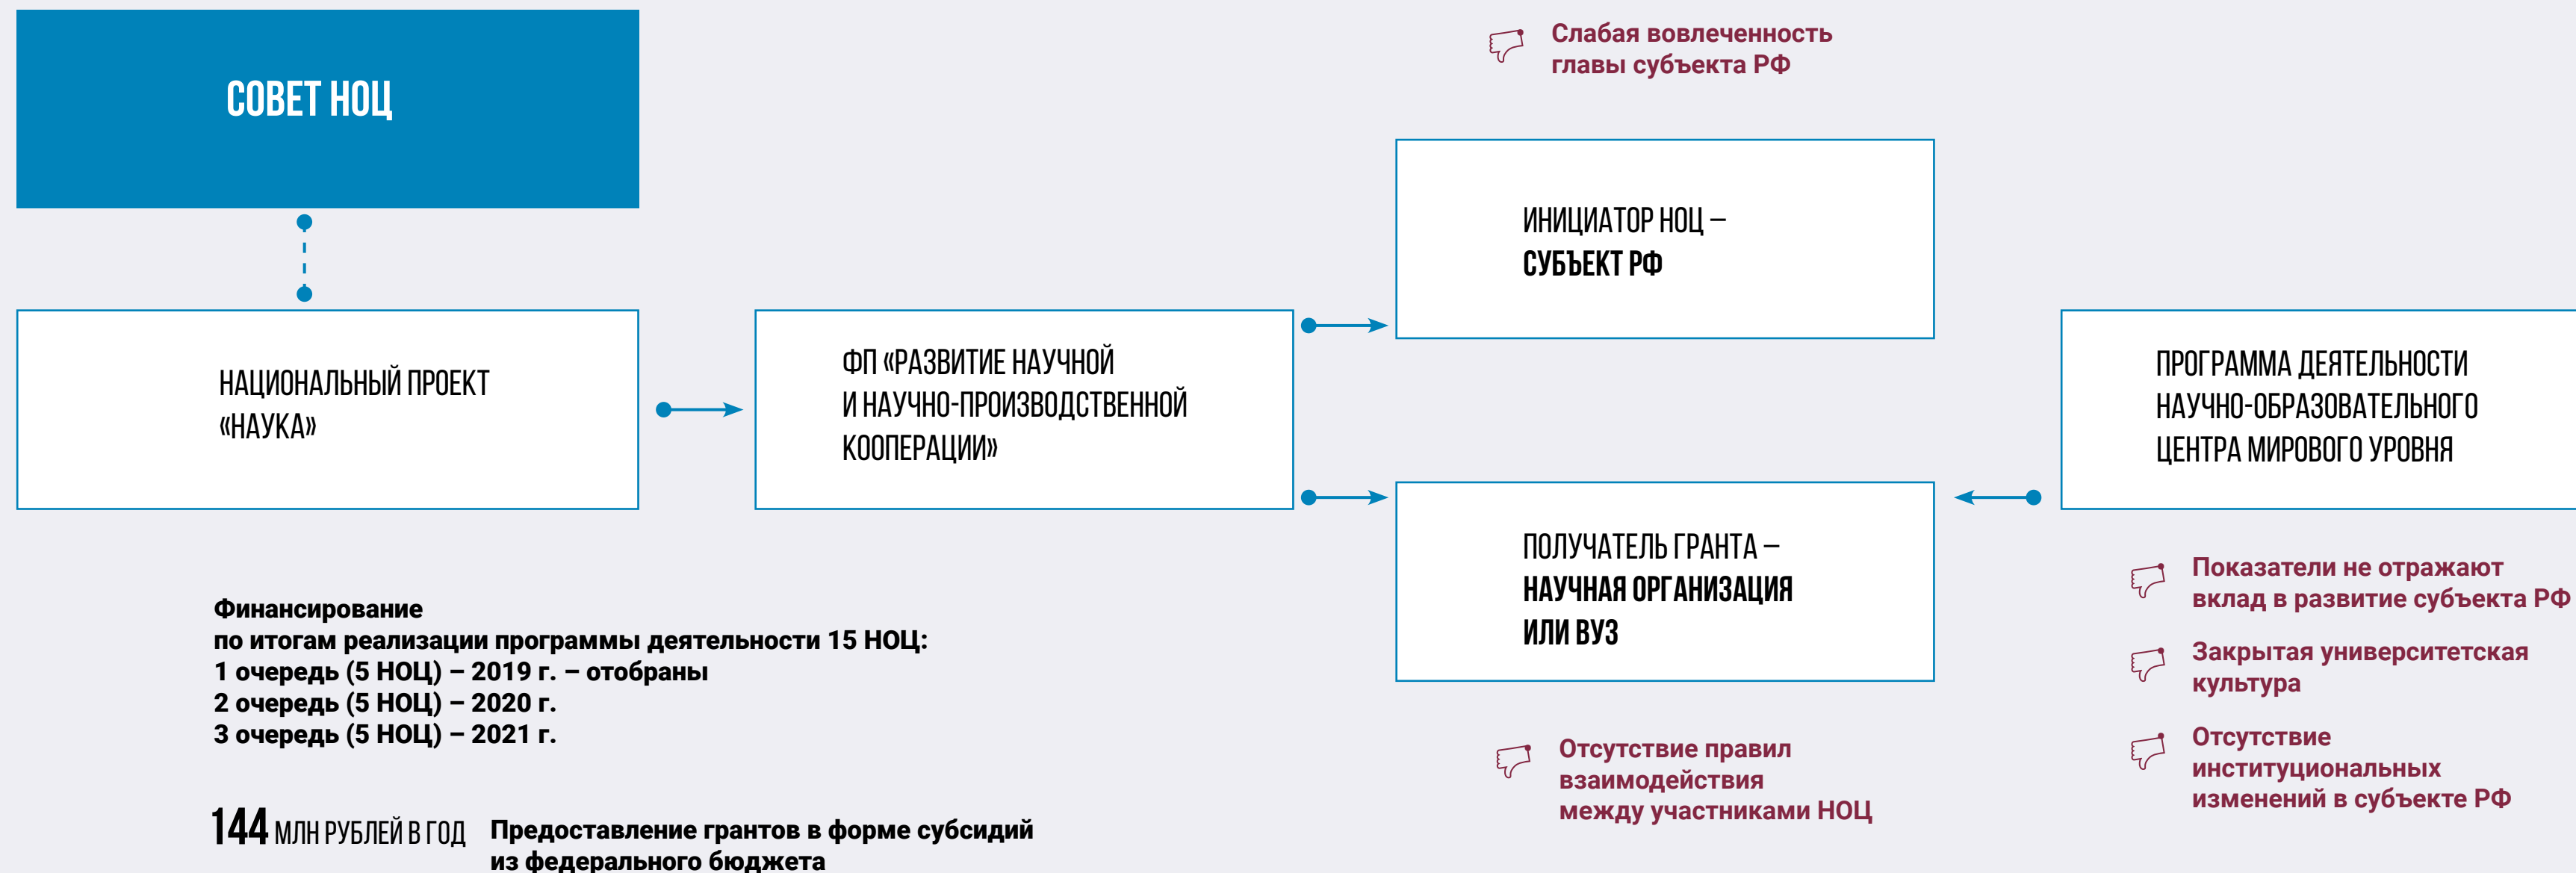 СОВЕТ НОЦ
НАЦИОНАЛЬНЫЙ ПРОЕКТ
«НАУКА»
ФП «РАЗВИТИЕ НАУЧНОЙ
И НАУЧНО-ПРОИЗВОДСТВЕННОЙ
КООПЕРАЦИИ»
Слабая вовлеченность
главы субъекта РФ
ИНИЦИАТОР НОЦ –
СУБЪЕКТ РФ
ПОЛУЧАТЕЛЬ ГРАНТА –
НАУЧНАЯ ОРГАНИЗАЦИЯ
ИЛИ ВУЗ
Отсутствие правил
взаимодействия
между участниками НОЦ
ПРОГРАММА ДЕЯТЕЛЬНОСТИ
НАУЧНО-ОБРАЗОВАТЕЛЬНОГО
ЦЕНТРА МИРОВОГО УРОВНЯ
Показатели не отражают
вклад в развитие субъекта РФ
Закрытая университетская
культура
Отсутствие
институциональных
изменений в субъекте РФ
Финансирование
по итогам реализации программы деятельности 15 НОЦ:
1 очередь (5 НОЦ) – 2019 г. – отобраны
2 очередь (5 НОЦ) – 2020 г.
3 очередь (5 НОЦ) – 2021 г.
144 МЛН РУБЛЕЙ В ГОД
Предоставление грантов в форме субсидий
из федерального бюджета